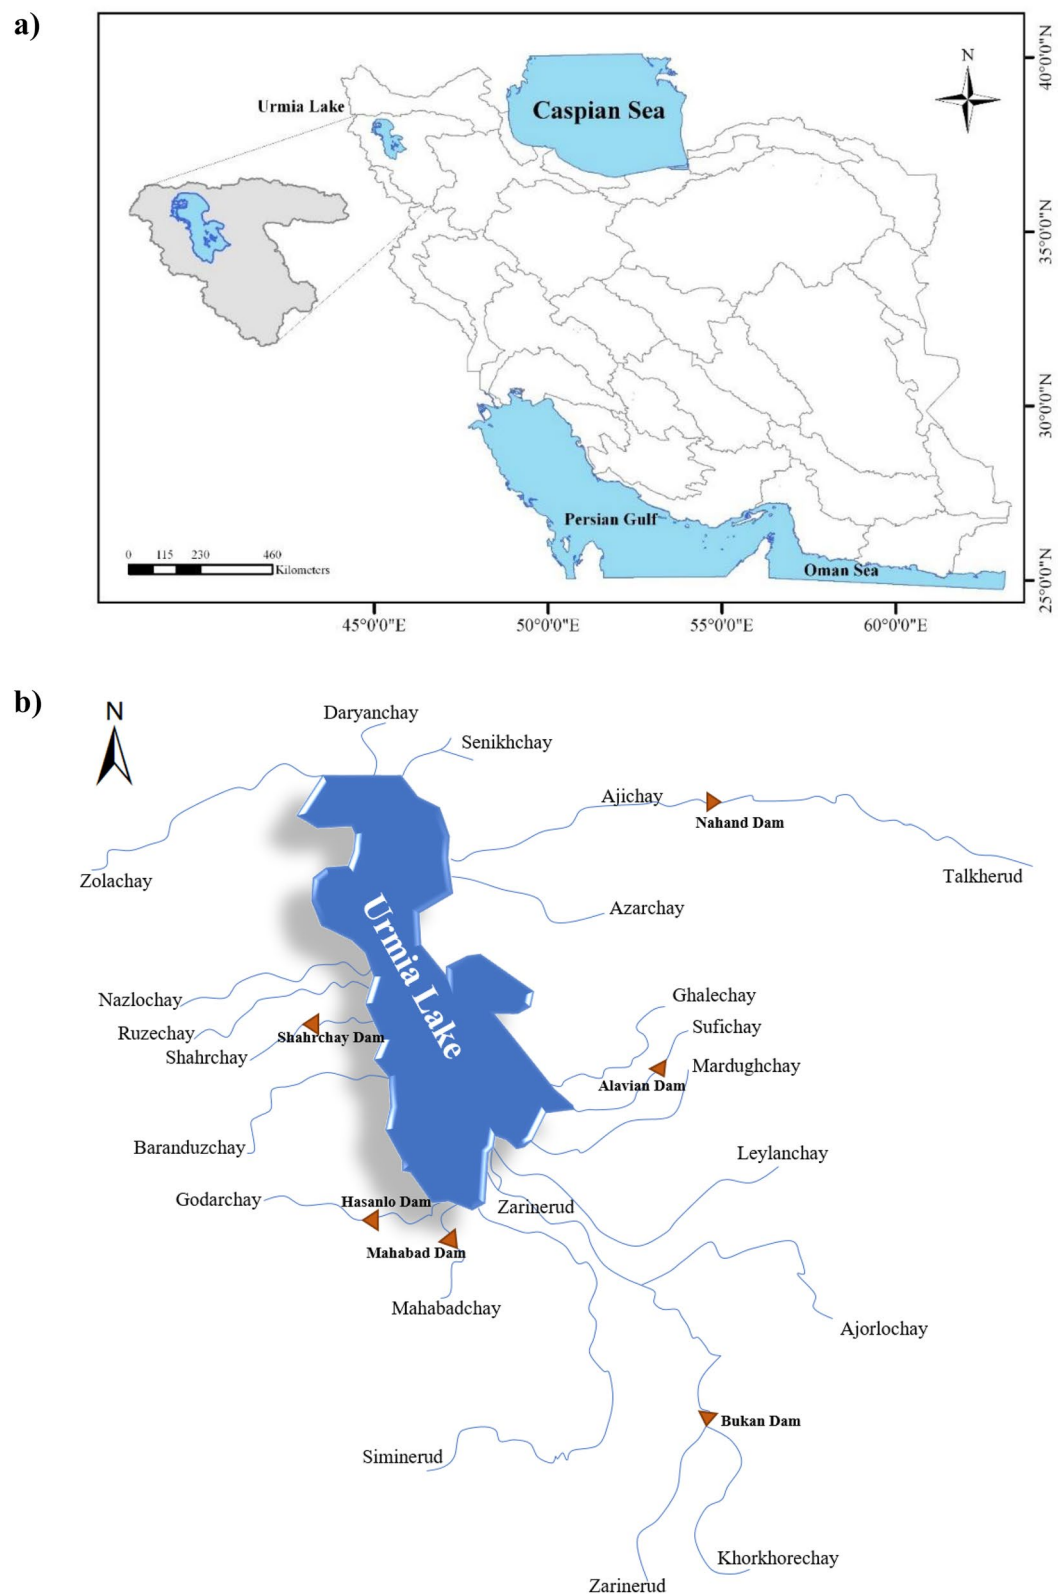 a)
N
40°0'0"N
Caspian Sea
Urmia Lake
35°0'0"N
30°0'0"N
Persian Gulf
Oman Sea
0 115 230 460
Kilometers
25°0'0"N
45°0'0"E 50°0'0"E 55°0'0"E 60°0'0"E
b)
N
Daryanchay
Senikhchay
Ajichay
Nahand Dam
Zolachay
Talkherud
Azarchay
Urmia Lake
Nazlochay
Ghalechay
Ruzechay
Sufichay
Shahrchay Dam
Shahrchay
Mardughchay
Alavian Dam
Baranduzchay
Leylanchay
Godarchay
Hasanlo Dam
Zarinerud
Mahabad Dam
Mahabadchay
Ajorlochay
Bukan Dam
Siminerud
Khorkhorechay
Zarinerud